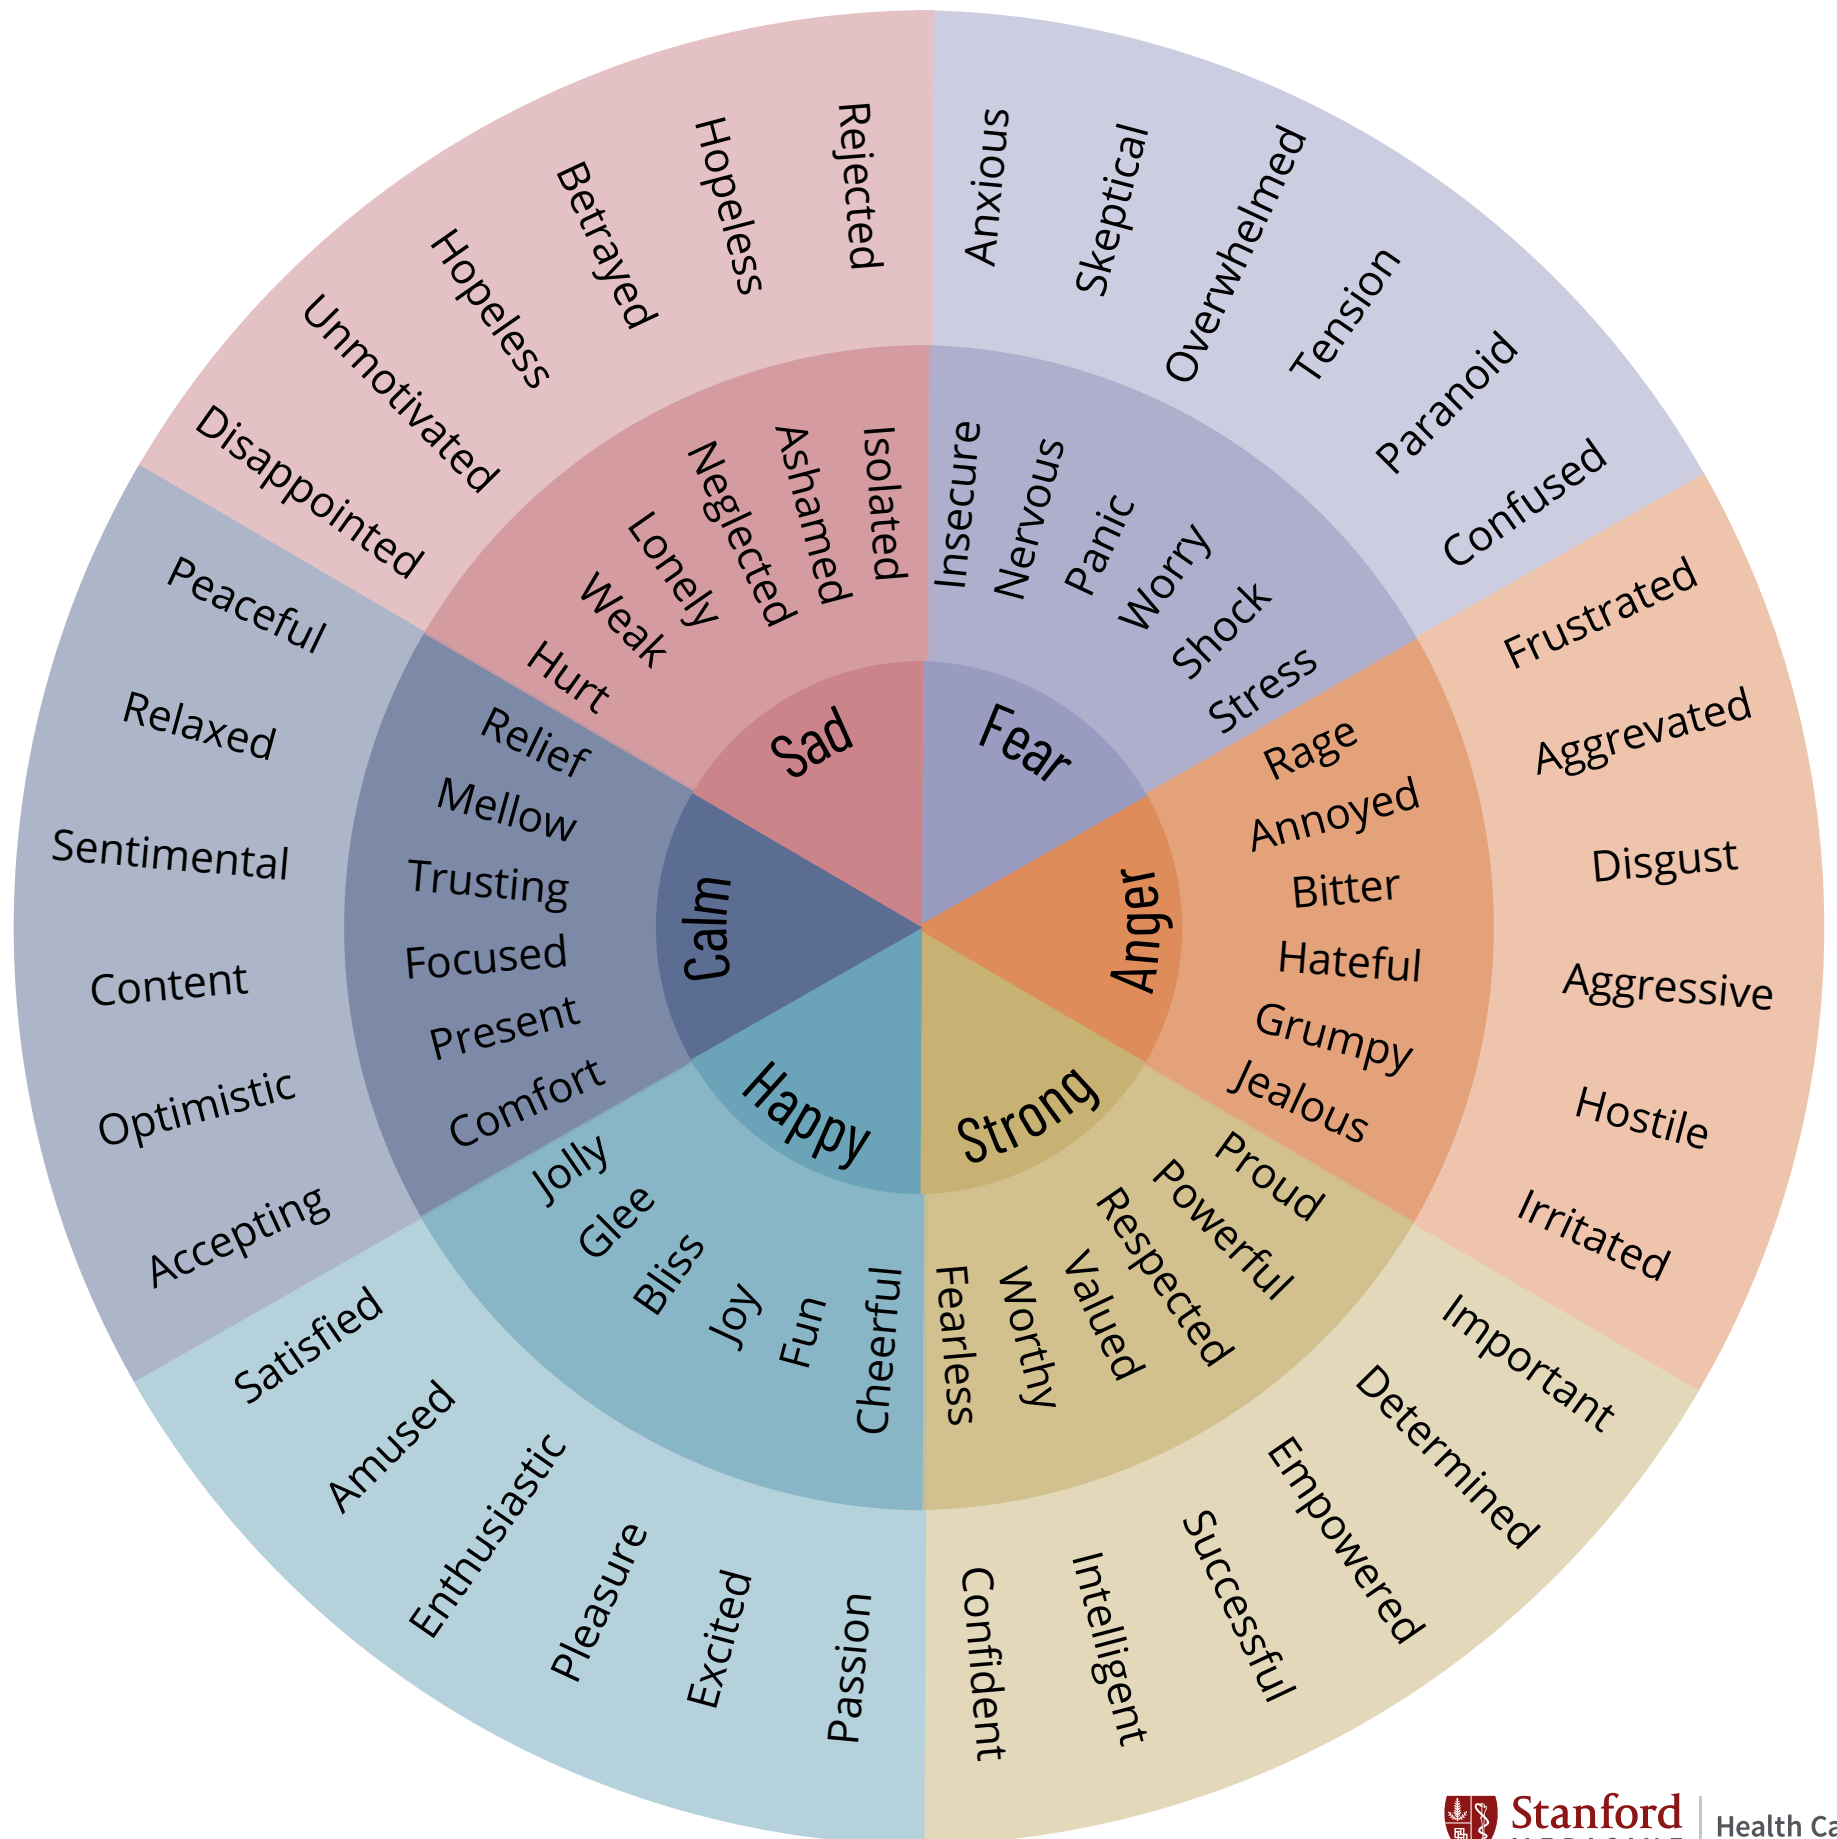 Sad
Fear
Anger
Strong
Happy
Calm
Hurt
Weak
Lonely
Neglected
Ashamed
Isolated
Insecure
Nervous
Panic
Worry
Shock
Stress
Rage
Annoyed
Bitter
Hateful
Grumpy
Jealous
Proud
Powerful
Respected
Valued
Worthy
Fearless
Cheerful
Fun
Joy
Bliss
Glee
Jolly
Comfort
Present
Focused
Trusting
Mellow
Relief
Disappointed
Unmotivated
Hopeless
Betrayed
Hopeless
Rejected
Anxious
Skeptical
Overwhelmed
Tension
Paranoid
Confused
Frustrated
Aggrevated
Disgust
Aggressive
Hostile
Irritated
Important
Determined
Empowered
Successful
Intelligent
Confident
Passion
Excited
Pleasure
Enthusiastic
Amused
Satisfied
Accepting
Optimistic
Content
Sentimental
Relaxed
Peaceful
Stanford
Health Ca